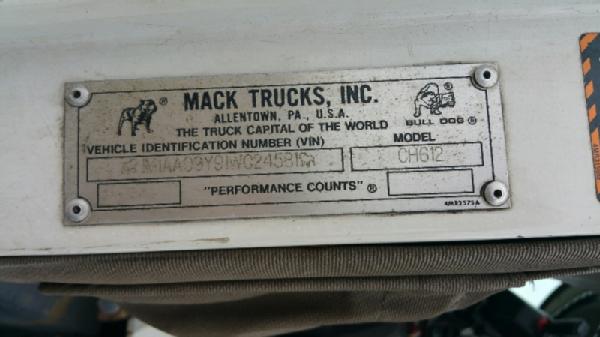 MACK TRUCKS, INC.
ALLENTOWN, PA., U.S.A.
THE TRUCK CAPITAL OF THE WORLD
BULL DOG ®
VEHICLE IDENTIFICATION NUMBER (VIN)
MODEL
CH612
"PERFORMANCE COUNTS" ®